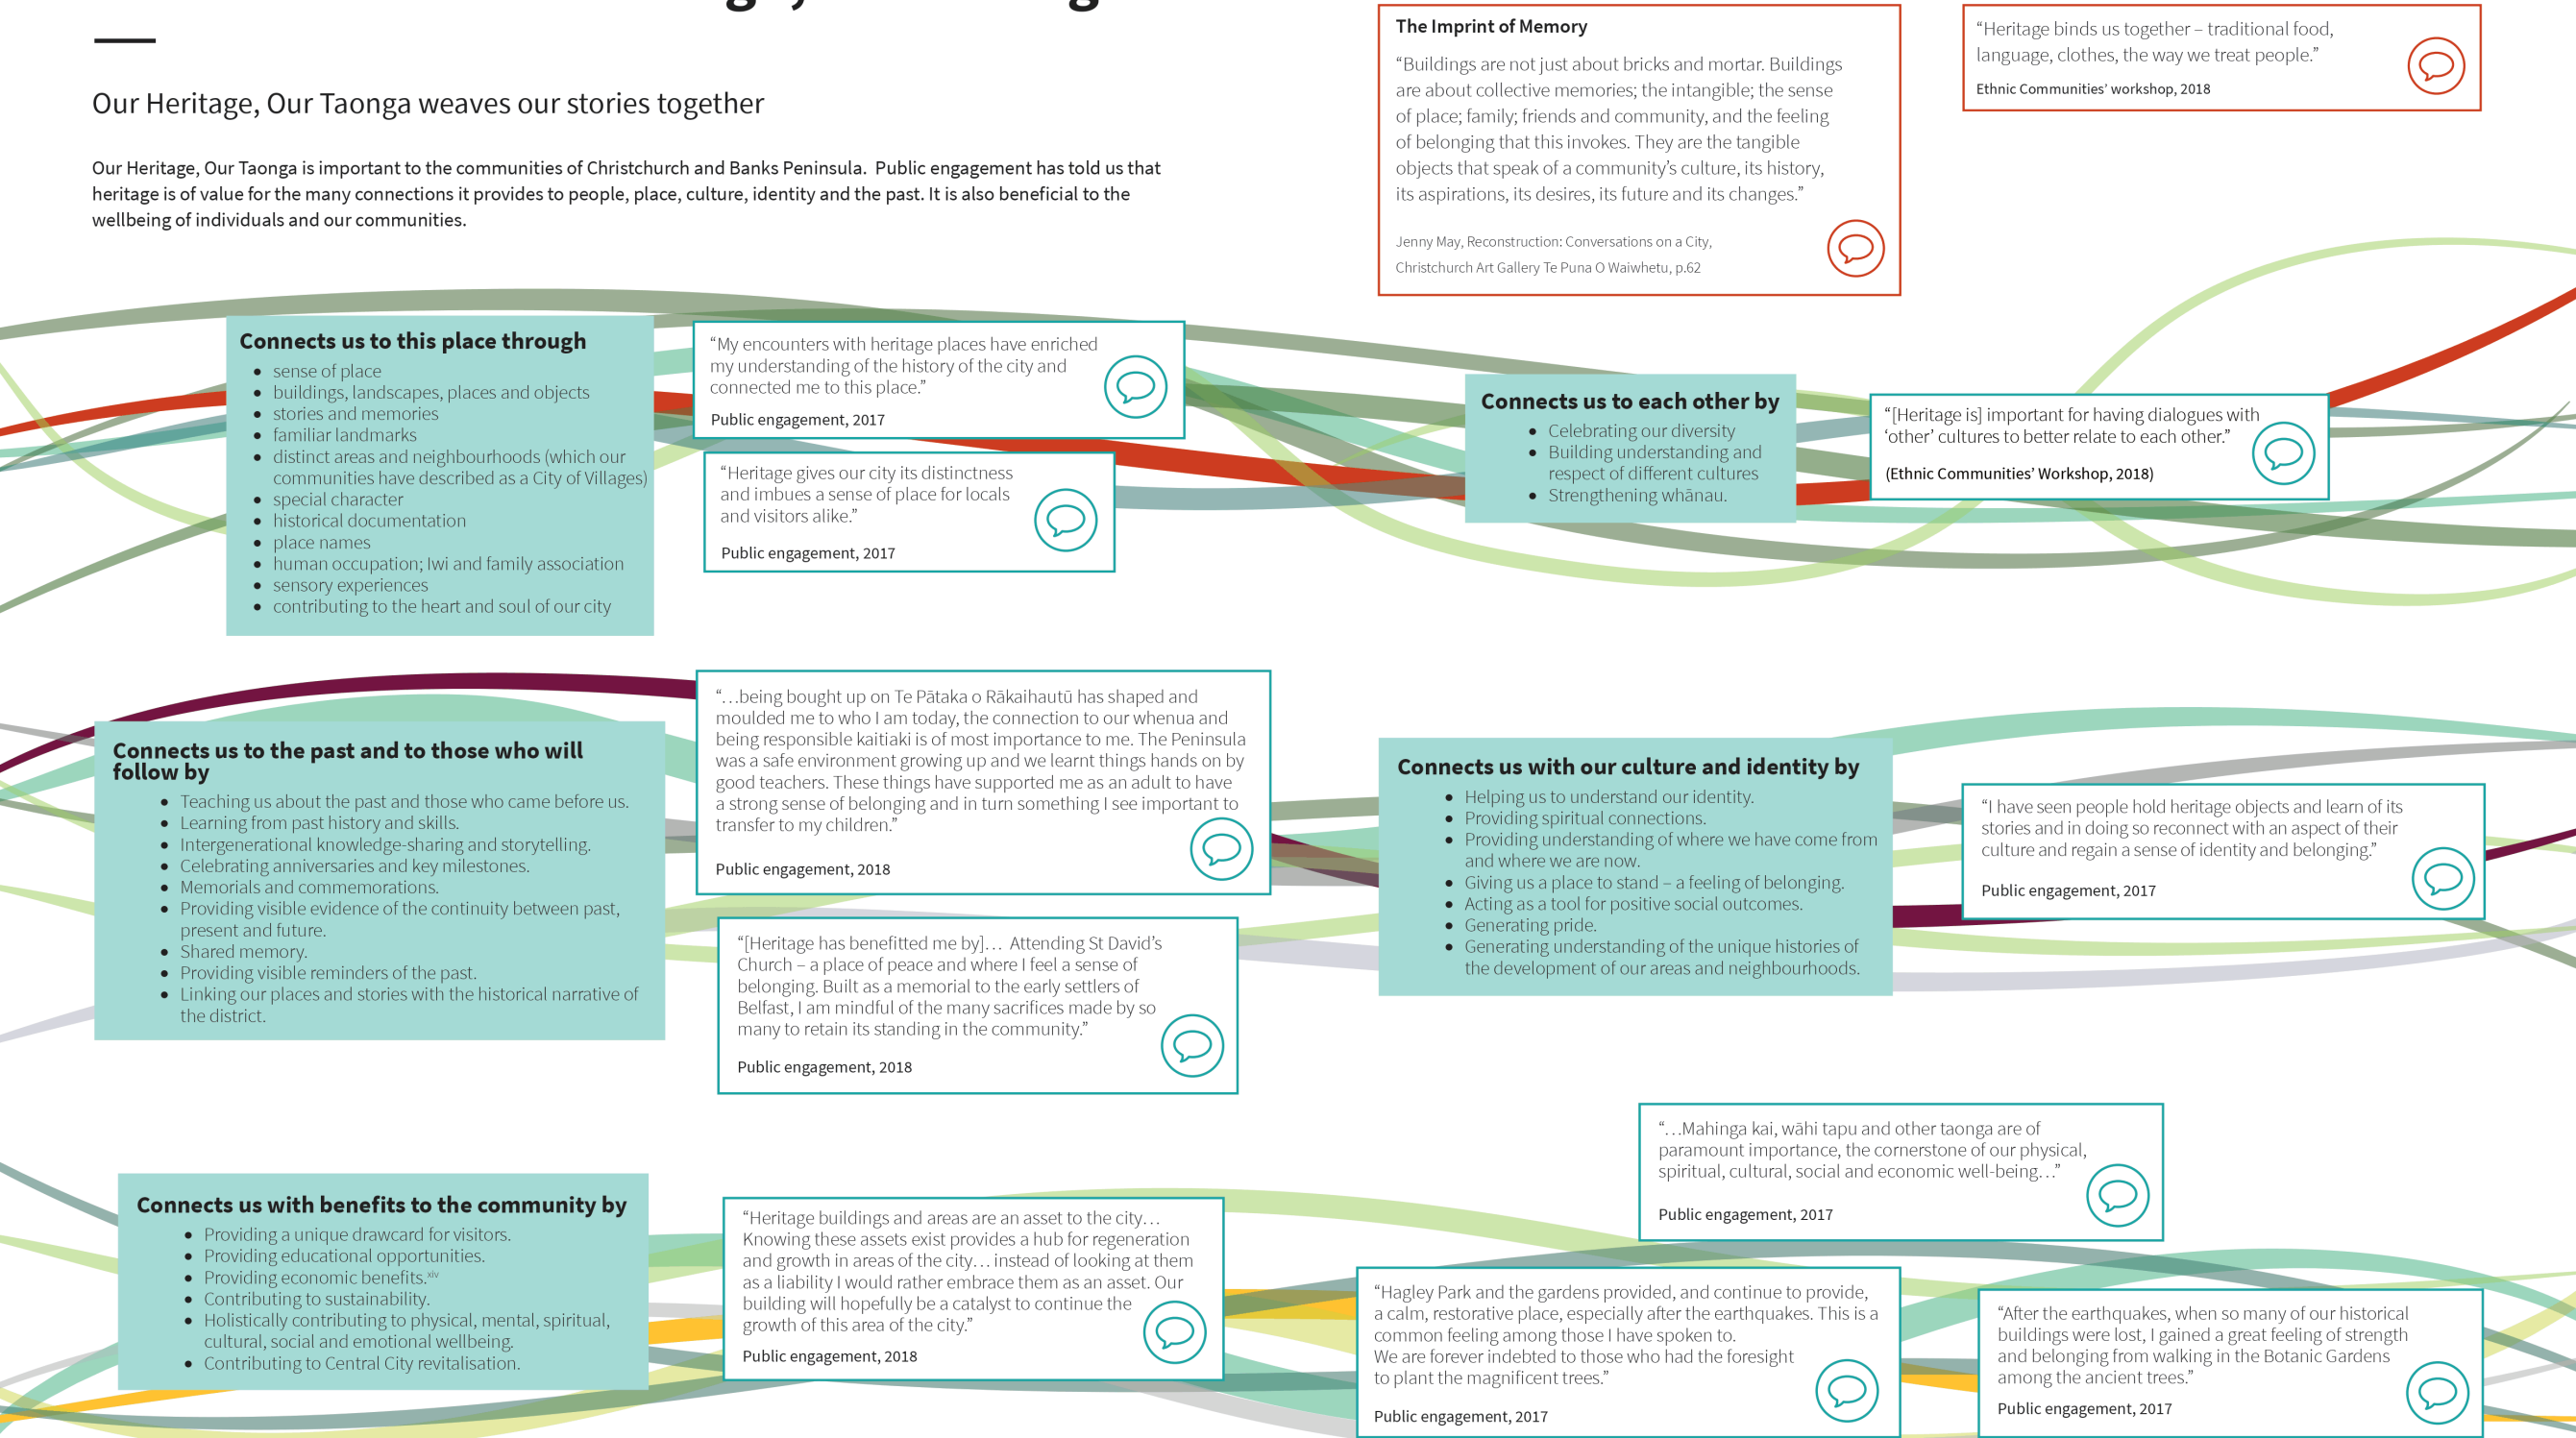 Our Heritage, Our Taonga weaves our stories together
Our Heritage, Our Taonga is important to the communities of Christchurch and Banks Peninsula.  Public engagement has told us that
heritage is of value for the many connections it provides to people, place, culture, identity and the past. It is also beneficial to the
wellbeing of individuals and our communities.
The Imprint of Memory
“Buildings are not just about bricks and mortar. Buildings
are about collective memories; the intangible; the sense
of place; family; friends and community, and the feeling
of belonging that this invokes. They are the tangible
objects that speak of a community’s culture, its history,
its aspirations, its desires, its future and its changes.”
Jenny May, Reconstruction: Conversations on a City,
Christchurch Art Gallery Te Puna O Waiwhetu, p.62
“Heritage binds us together – traditional food,
language, clothes, the way we treat people.”
Ethnic Communities’ workshop, 2018
Connects us to this place through
• sense of place
• buildings, landscapes, places and objects
• stories and memories
• familiar landmarks
• distinct areas and neighbourhoods (which our
communities have described as a City of Villages)
• special character
• historical documentation
• place names
• human occupation; Iwi and family association
• sensory experiences
• contributing to the heart and soul of our city
“My encounters with heritage places have enriched
my understanding of the history of the city and
connected me to this place.”
Public engagement, 2017
“Heritage gives our city its distinctness
and imbues a sense of place for locals
and visitors alike.”
Public engagement, 2017
Connects us to each other by
• Celebrating our diversity
• Building understanding and
respect of different cultures
• Strengthening whānau.
“[Heritage is] important for having dialogues with
‘other’ cultures to better relate to each other.”
(Ethnic Communities’ Workshop, 2018)
Connects us to the past and to those who will
follow by
• Teaching us about the past and those who came before us.
• Learning from past history and skills.
• Intergenerational knowledge-sharing and storytelling.
• Celebrating anniversaries and key milestones.
• Memorials and commemorations.
• Providing visible evidence of the continuity between past,
present and future.
• Shared memory.
• Providing visible reminders of the past.
• Linking our places and stories with the historical narrative of
the district.
“…being bought up on Te Pātaka o Rākaihautū has shaped and
moulded me to who I am today, the connection to our whenua and
being responsible kaitiaki is of most importance to me. The Peninsula
was a safe environment growing up and we learnt things hands on by
good teachers. These things have supported me as an adult to have
a strong sense of belonging and in turn something I see important to
transfer to my children.”
Public engagement, 2018
“[Heritage has benefitted me by]…  Attending St David’s
Church – a place of peace and where I feel a sense of
belonging. Built as a memorial to the early settlers of
Belfast, I am mindful of the many sacrifices made by so
many to retain its standing in the community.”
Public engagement, 2018
Connects us with our culture and identity by
• Helping us to understand our identity.
• Providing spiritual connections.
• Providing understanding of where we have come from
and where we are now.
• Giving us a place to stand – a feeling of belonging.
• Acting as a tool for positive social outcomes.
• Generating pride.
• Generating understanding of the unique histories of
the development of our areas and neighbourhoods.
“I have seen people hold heritage objects and learn of its
stories and in doing so reconnect with an aspect of their
culture and regain a sense of identity and belonging.”
Public engagement, 2017
Connects us with benefits to the community by
• Providing a unique drawcard for visitors.
• Providing educational opportunities.
• Providing economic benefits.xiv
• Contributing to sustainability.
• Holistically contributing to physical, mental, spiritual,
cultural, social and emotional wellbeing.
• Contributing to Central City revitalisation.
“Heritage buildings and areas are an asset to the city…
Knowing these assets exist provides a hub for regeneration
and growth in areas of the city… instead of looking at them
as a liability I would rather embrace them as an asset. Our
building will hopefully be a catalyst to continue the
growth of this area of the city.”
Public engagement, 2018
“…Mahinga kai, wāhi tapu and other taonga are of
paramount importance, the cornerstone of our physical,
spiritual, cultural, social and economic well-being…”
Public engagement, 2017
“Hagley Park and the gardens provided, and continue to provide,
a calm, restorative place, especially after the earthquakes. This is a
common feeling among those I have spoken to.
We are forever indebted to those who had the foresight
to plant the magnificent trees.”
Public engagement, 2017
“After the earthquakes, when so many of our historical
buildings were lost, I gained a great feeling of strength
and belonging from walking in the Botanic Gardens
among the ancient trees.”
Public engagement, 2017